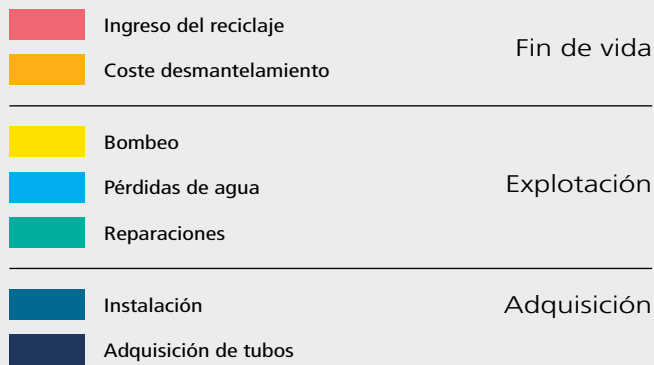 Ingreso del reciclaje
Fin de vida
Coste desmantelamiento
Bombeo
Pérdidas de agua
Explotación
Reparaciones
Instalación
Adquisición
Adquisición de tubos